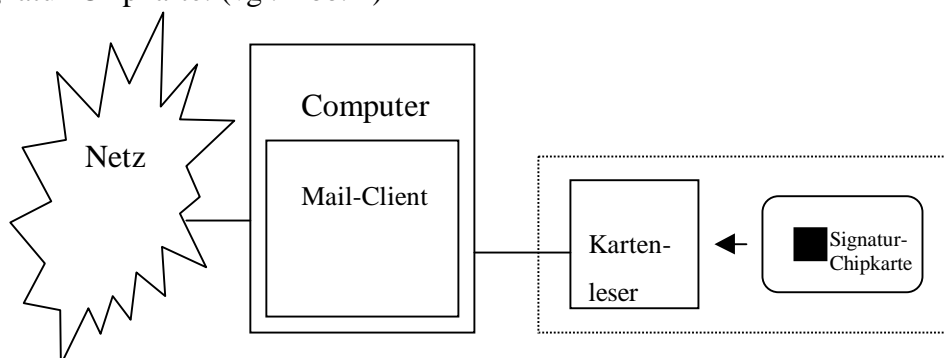 Computer
Netz
Mail-Client
Karten-
leser
Signatur-
Chipkarte